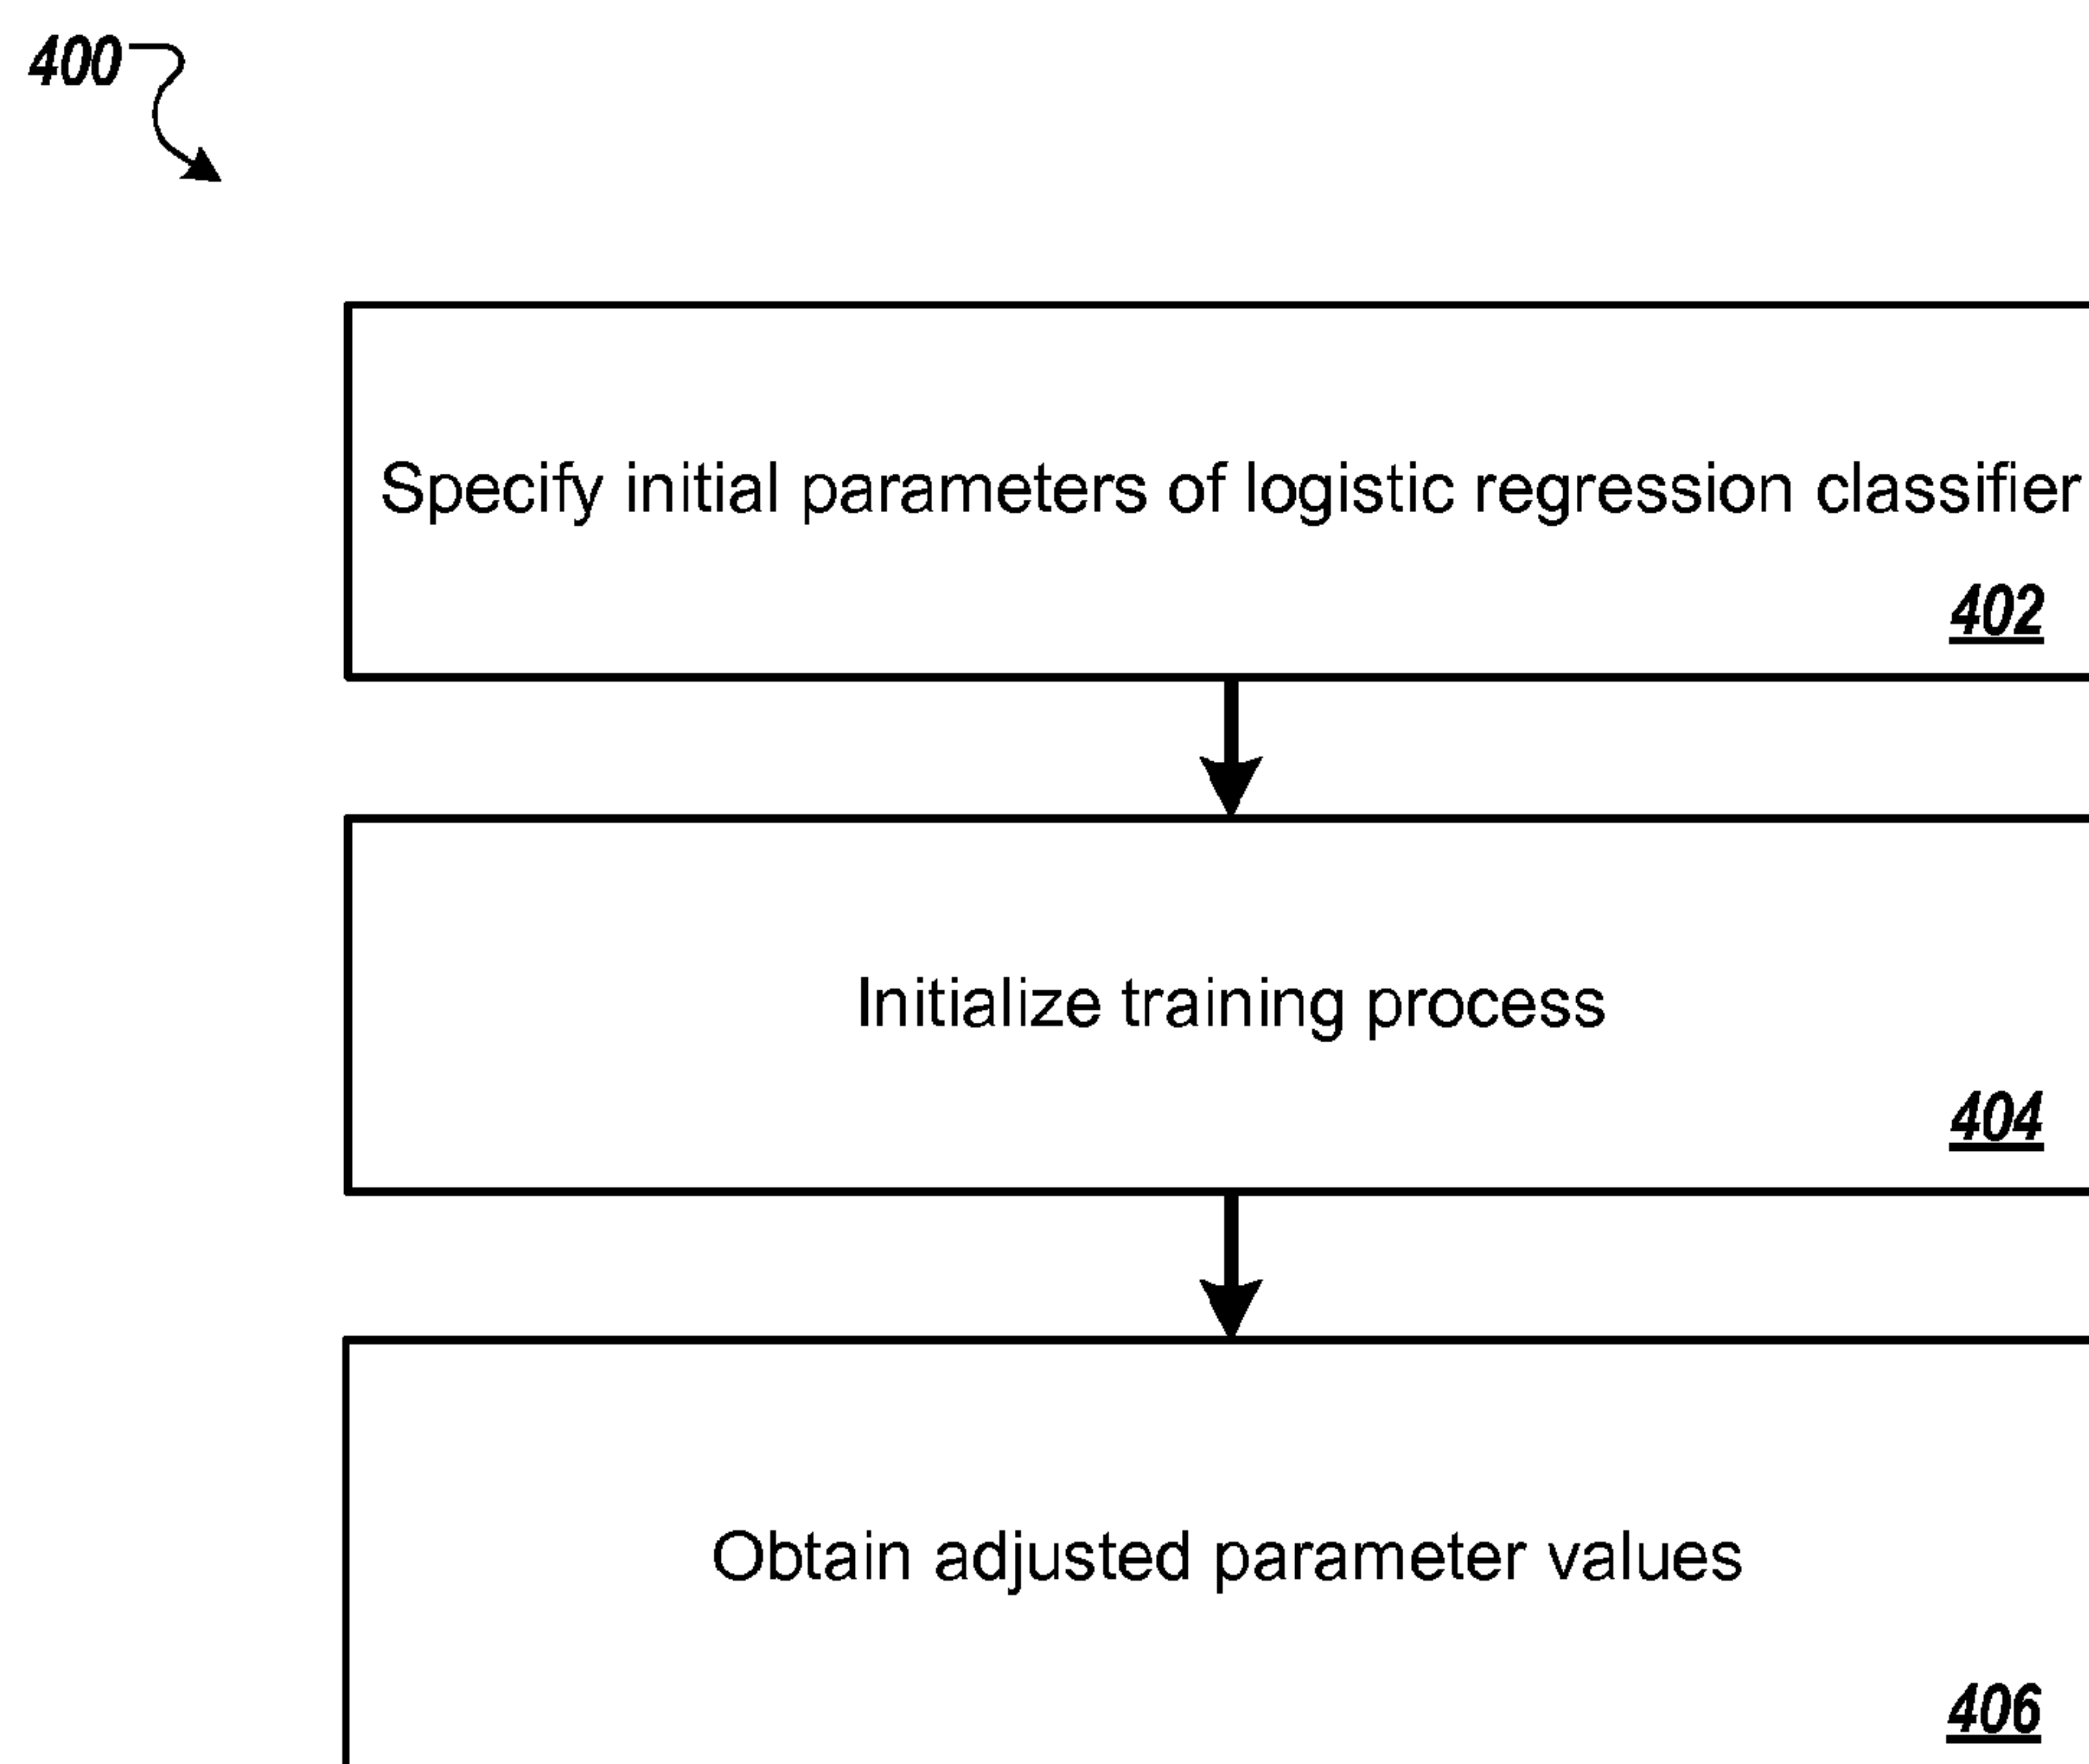 400
Specify initial parameters of logistic regression classifier
402
Initialize training process
404
Obtain adjusted parameter values
406